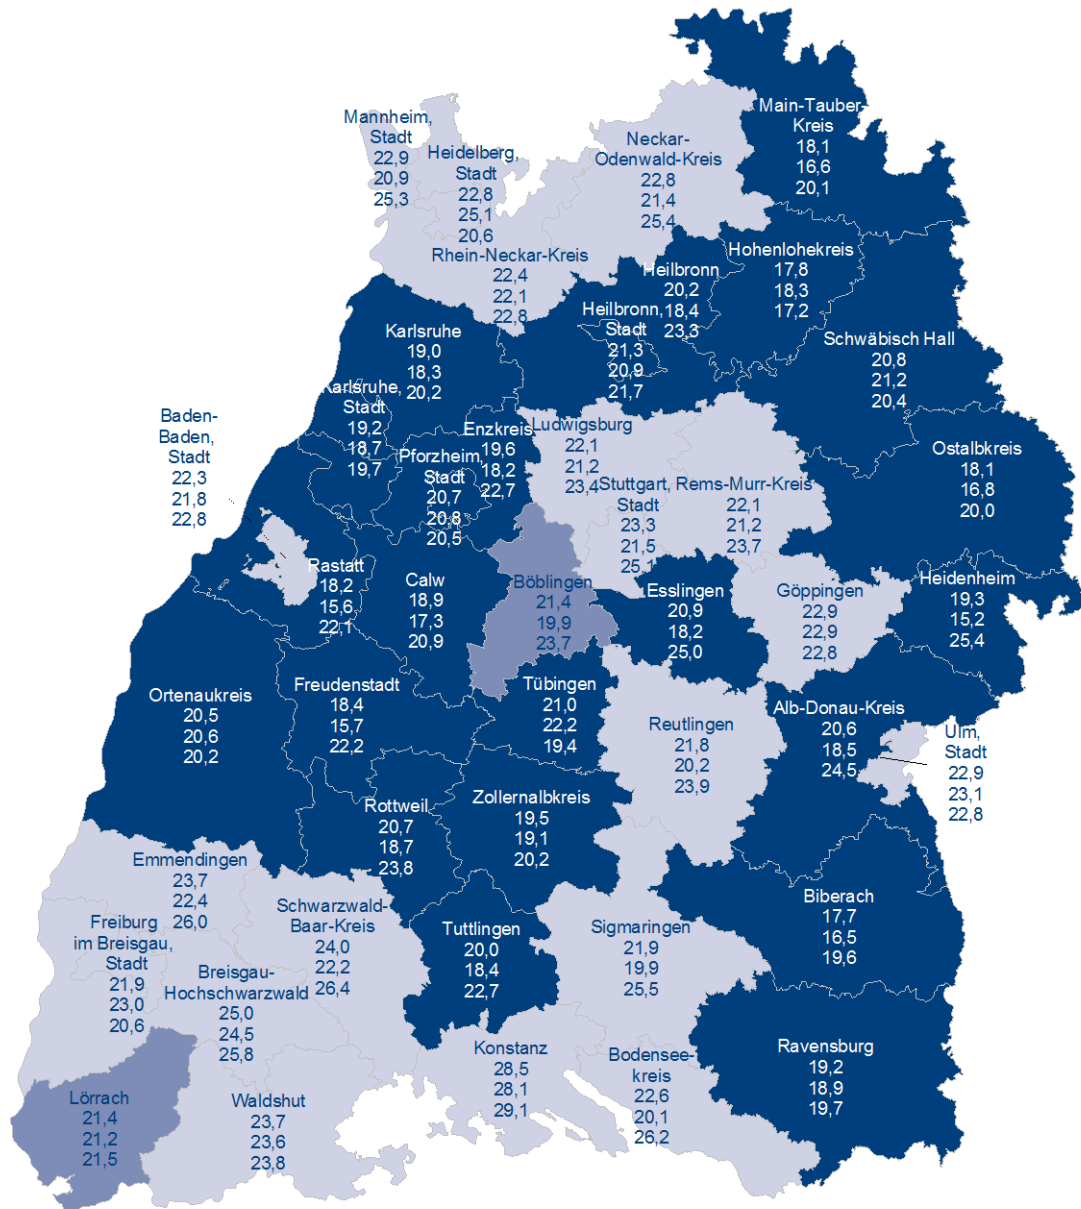 Main-Tauber-
Kreis
18,1
16,6
20,1
Mannheim,
Stadt
22,9
20,9
25,3
Heidelberg,
Stadt
22,8
25,1
20,6
Neckar-
Odenwald-Kreis
22,8
21,4
25,4
Rhein-Neckar-Kreis
22,4
22,1
22,8
Heilbronn
20,2
18,4
23,3
Hohenlohekreis
17,8
18,3
17,2
Heilbronn,
Stadt
21,3
20,9
21,7
Karlsruhe
19,0
18,3
20,2
Schwäbisch Hall
20,8
21,2
20,4
Karlsruhe,
Stadt
19,2
18,7
19,7
Baden-
Baden,
Stadt
22,3
21,8
22,8
Enzkreis
19,6
18,2
22,7
Pforzheim,
Stadt
20,7
20,8
20,5
Ludwigsburg
22,1
21,2
23,4
Stuttgart,
Stadt
23,3
21,5
25,1
Rems-Murr-Kreis
22,1
21,2
23,7
Ostalbkreis
18,1
16,8
20,0
Rastatt
18,2
15,6
22,1
Calw
18,9
17,3
20,9
Böblingen
21,4
19,9
23,7
Esslingen
20,9
18,2
25,0
Göppingen
22,9
22,9
22,8
Heidenheim
19,3
15,2
25,4
Ortenaukreis
20,5
20,6
20,2
Freudenstadt
18,4
15,7
22,2
Tübingen
21,0
22,2
19,4
Reutlingen
21,8
20,2
23,9
Alb-Donau-Kreis
20,6
18,5
24,5
Ulm,
Stadt
22,9
23,1
22,8
Rottweil
20,7
18,7
23,8
Zollernalbkreis
19,5
19,1
20,2
Emmendingen
23,7
22,4
26,0
Schwarzwald-
Baar-Kreis
24,0
22,2
26,4
Tuttlingen
20,0
18,4
22,7
Sigmaringen
21,9
19,9
25,5
Biberach
17,7
16,5
19,6
Freiburg
im Breisgau,
Stadt
21,9
23,0
20,6
Breisgau-
Hochschwarzwald
25,0
24,5
25,8
Konstanz
28,5
28,1
29,1
Bodensee-
kreis
22,6
20,1
26,2
Ravensburg
19,2
18,9
19,7
Lörrach
21,4
21,2
21,5
Waldshut
23,7
23,6
23,8